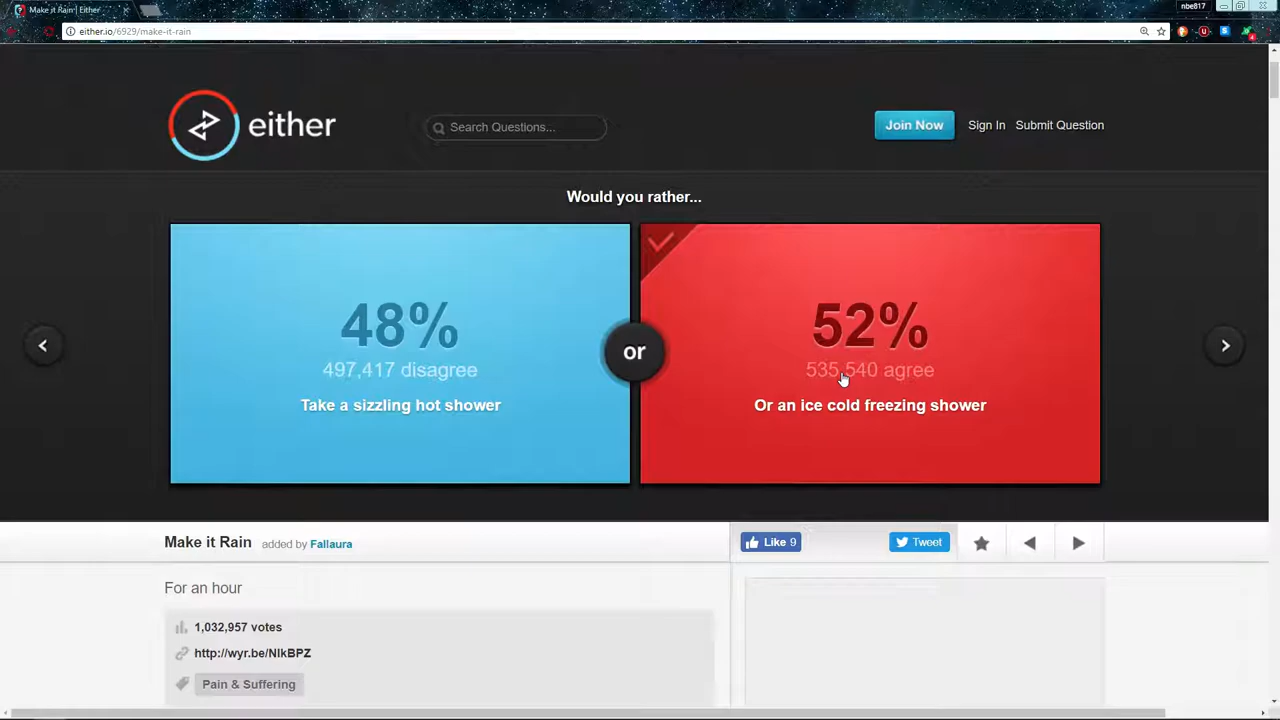 Make it Rain | Either
nbe817
either.io/6929/make-it-rain
either
Search Questions...
Join Now
Sign In
Submit Question
Would you rather...
48%
497,417 disagree
Take a sizzling hot shower
or
52%
535,540 agree
Or an ice cold freezing shower
Make it Rain
added by Fallaura
Like 9
Tweet
For an hour
1,032,957 votes
http://wyr.be/NlkBPZ
Pain & Suffering